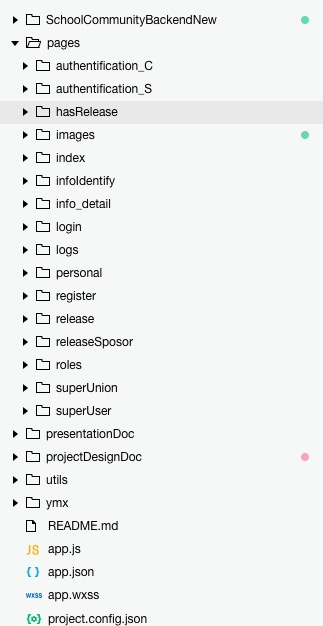 SchoolCommunityBackendNew
pages
authentification_C
authentification_S
hasRelease
images
index
infoIdentify
info_detail
login
logs
personal
register
release
releaseSposor
roles
superUnion
superUser
presentationDoc
projectDesignDoc
utils
ymx
README.md
JS app.js
{ } app.json
wxss app.wxss
{o} project.config.json